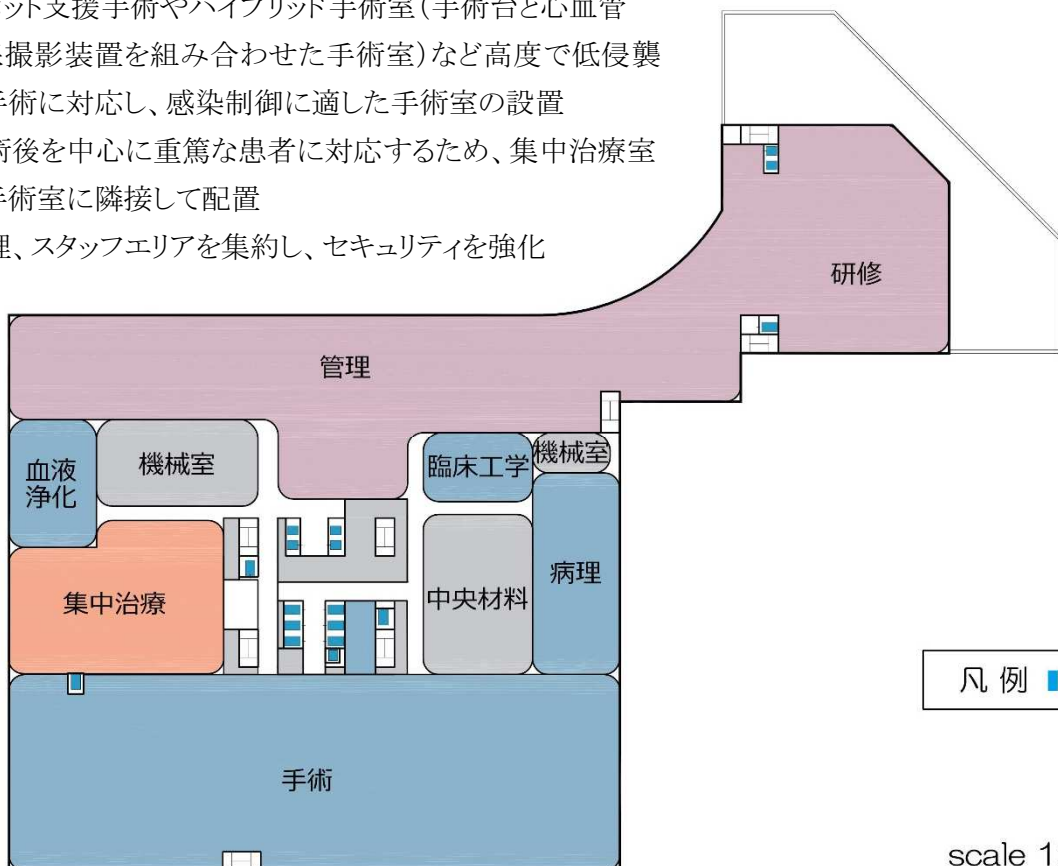 ット支援手術やハイブリッド手術室（手術台と心血管
撮影装置を組み合わせた手術室）など高度で低侵襲
手術に対応し、感染制御に適した手術室の設置
術後を中心に重篤な患者に対応するため、集中治療室
手術室に隣接して配置
理、スタッフエリアを集約し、セキュリティを強化
研修
管理
血液
浄化
機械室
臨床工学
機械室
集中治療
中央材料
病理
手術
凡例
scale 1